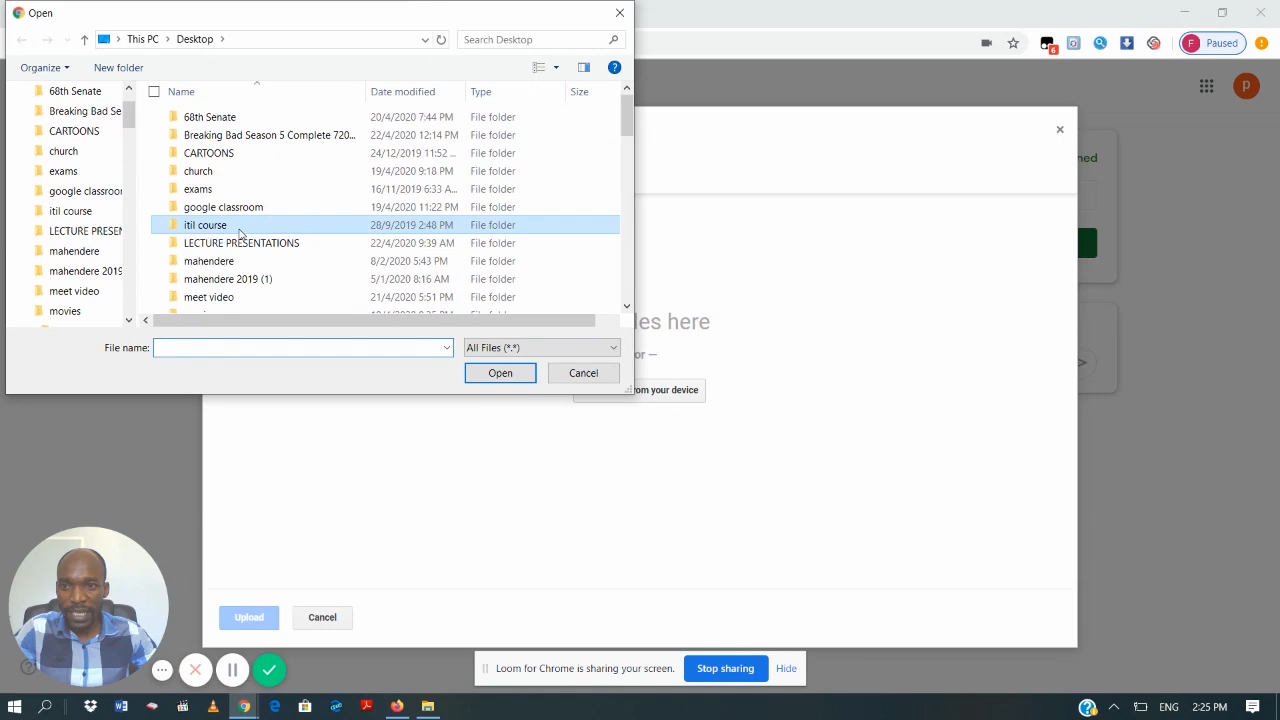 Open
This PC
Desktop
Search Desktop
6
F
Paused
Organize
New folder
Name
Date modified
Type
Size
68th Senate
Breaking Bad Se
CARTOONS
church
exams
google classroon
itil course
LECTURE PRESEN
mahendere
mahendere 2019
meet video
movies
68th Senate 20/4/2020 7:44 PM File folder
Breaking Bad Season 5 Complete 720... 22/4/2020 12:14 PM File folder
CARTOONS 24/12/2019 11:52 ... File folder
church 19/4/2020 9:18 PM File folder
exams 16/11/2019 6:33 A... File folder
google classroom 19/4/2020 11:22 PM File folder
itil course 28/9/2019 2:48 PM File folder
LECTURE PRESENTATIONS 22/4/2020 9:39 AM File folder
mahendere 8/2/2020 5:43 PM File folder
mahendere 2019 (1) 5/1/2020 8:16 AM File folder
meet video 21/4/2020 5:51 PM File folder
File name:
All Files (*.*)
Open
Cancel
p
ned
les here
or —
om your device
Upload
Cancel
Loom for Chrome is sharing your screen.
Stop sharing
Hide
ENG
2:25 PM